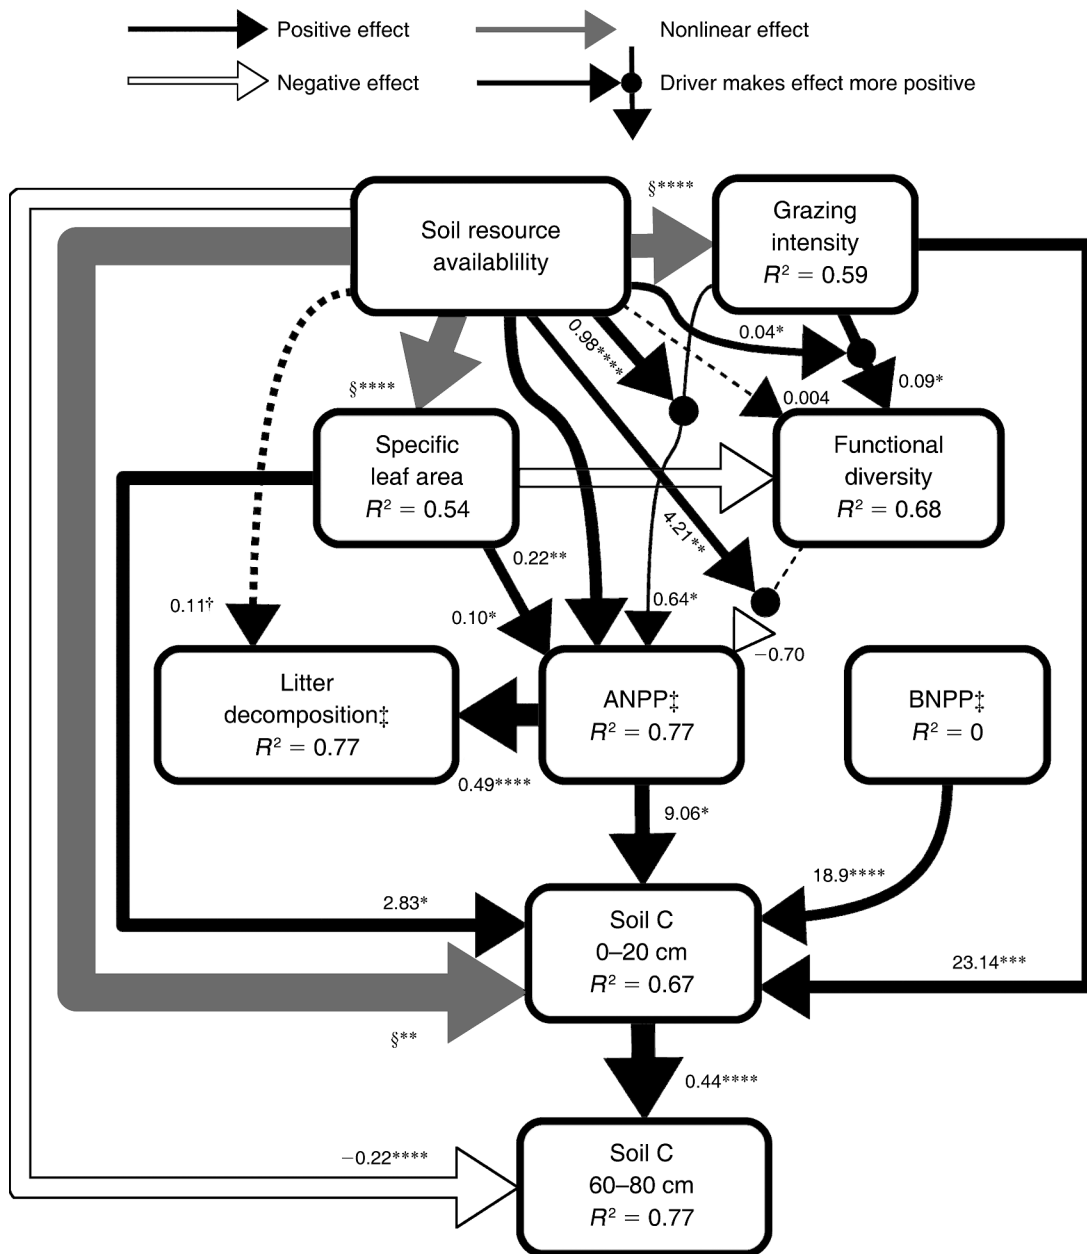 Positive effect
Nonlinear effect
Negative effect
Driver makes effect more positive
§****
Soil resource
availablility
Grazing
intensity
R² = 0.59
0.04*
0.98****
0.09*
§****
0.004
Specific
leaf area
R² = 0.54
Functional
diversity
R² = 0.68
4.21**
0.22**
0.11†
0.10*
0.64*
−0.70
Litter
decomposition‡
R² = 0.77
ANPP‡
R² = 0.77
BNPP‡
R² = 0
0.49****
9.06*
18.9****
2.83*
Soil C
0–20 cm
R² = 0.67
23.14***
§**
0.44****
−0.22****
Soil C
60–80 cm
R² = 0.77